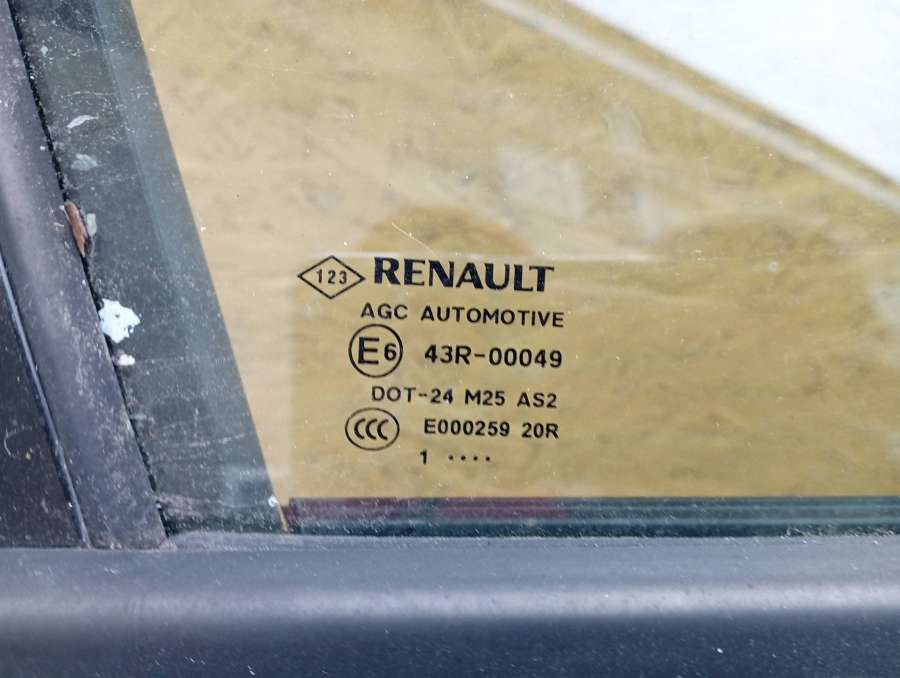 123 RENAULT
AGC AUTOMOTIVE
E6 43R-00049
DOT-24 M25 AS2
CCC E000259 20R
1 ····